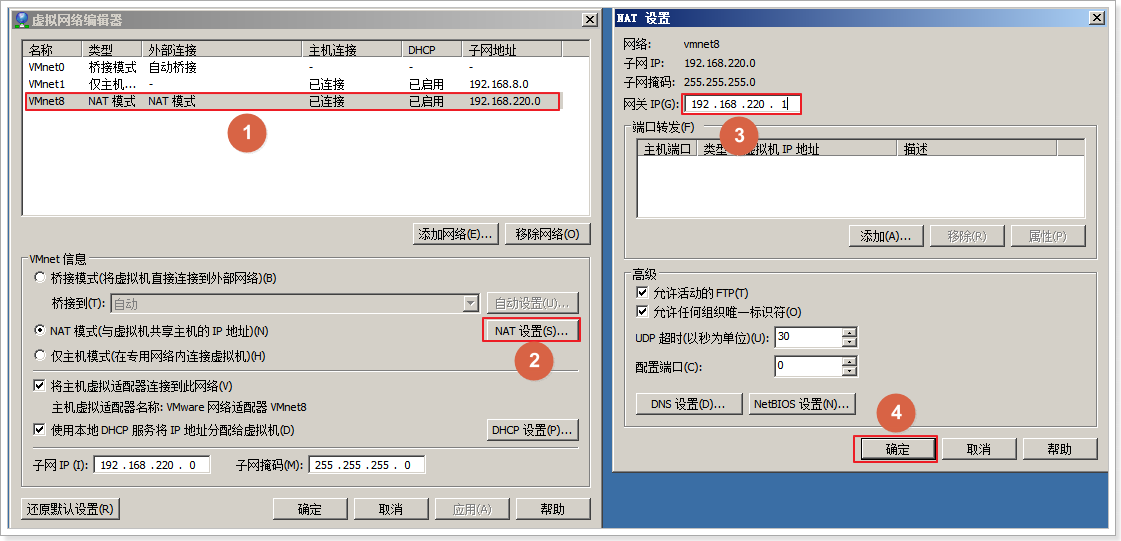 虚拟网络编辑器
名称 类型 外部连接 主机连接 DHCP 子网地址
VMnet0 桥接模式 自动桥接 - - -
VMnet1 仅主机... - 已连接 已启用 192.168.8.0
VMnet8 NAT 模式 NAT 模式 已连接 已启用 192.168.220.0
1
添加网络(E)... 移除网络(O)
VMnet 信息
桥接模式(将虚拟机直接连接到外部网络)(B)
桥接到(T): 自动 自动设置(U)...
NAT 模式(与虚拟机共享主机的 IP 地址)(N) NAT 设置(S)...
2
仅主机模式(在专用网络内连接虚拟机)(H)
将主机虚拟适配器连接到此网络(V)
主机虚拟适配器名称: VMware 网络适配器 VMnet8
使用本地 DHCP 服务将 IP 地址分配给虚拟机(D) DHCP 设置(P)...
子网 IP (I): 192 .168 .220 . 0 子网掩码(M): 255 .255 .255 . 0
还原默认设置(R) 确定 取消 应用(A) 帮助
NAT 设置
网络: vmnet8
子网 IP: 192.168.220.0
子网掩码: 255.255.255.0
网关 IP(G): 192 .168 .220 . 1
3
端口转发(F)
主机端口 类型 虚拟机 IP 地址 描述
添加(A)... 移除(R) 属性(P)
高级
允许活动的 FTP(T)
允许任何组织唯一标识符(O)
UDP 超时(以秒为单位)(U): 30
配置端口(C): 0
DNS 设置(D)... NetBIOS 设置(N)...
4
确定 取消 帮助